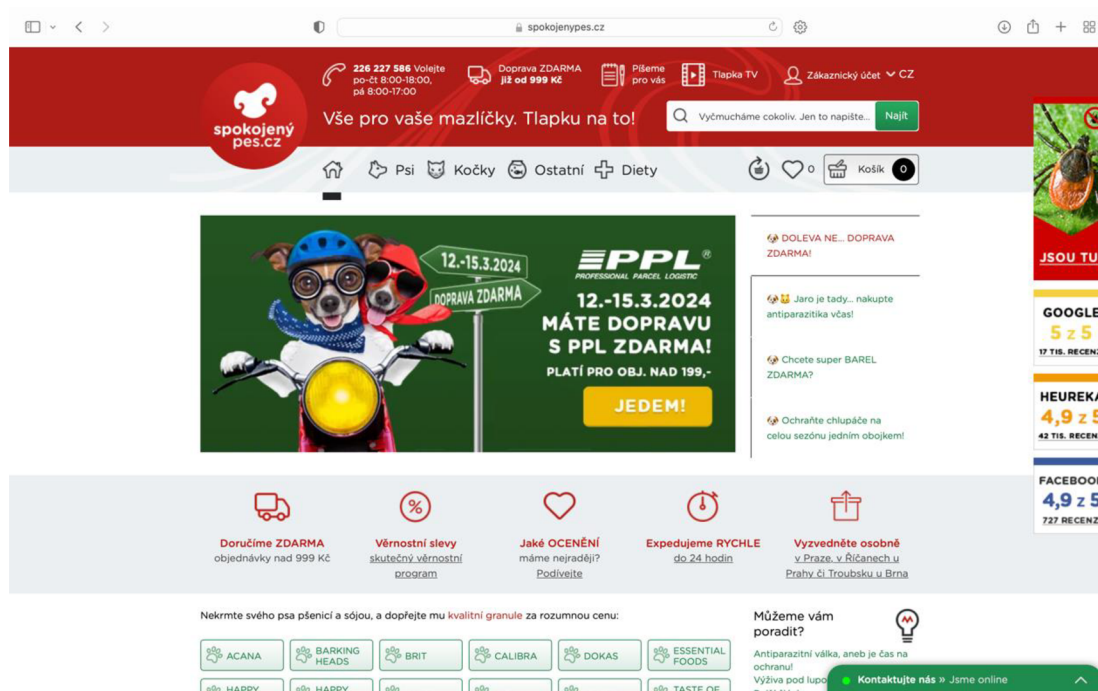 spokojenypes.cz
226 227 586 Volejte
po-čt 8:00-18:00,
pá 8:00-17:00
Doprava ZDARMA
již od 999 Kč
Píšeme
pro vás
Tlapka TV
Zákaznický účet
CZ
spokojený
pes.cz
Vše pro vaše mazlíčky. Tlapku na to!
Vyčmucháme cokoliv. Jen to napište...
Najít
Psi
Kočky
Ostatní
Diety
0
Košík
0
12.-15.3.2024
DOPRAVA ZDARMA
PPL®
PROFESSIONAL PARCEL LOGISTIC
12.-15.3.2024
MÁTE DOPRAVU
S PPL ZDARMA!
PLATÍ PRO OBJ. NAD 199,-
JEDEM!
DOLEVA NE... DOPRAVA
ZDARMA!
Jaro je tady... nakupte
antiparazitika včas!
Chcete super BAREL
ZDARMA?
Ochraňte chlupáče na
celou sezónu jedním obojkem!
JSOU TU
GOOGLE
5 z 5
17 TIS.
HEUREKA
4,9 z 5
42 TIS.
FACEBOOK
4,9 z 5
727
Doručíme ZDARMA
objednávky nad 999 Kč
Věrnostní slevy
skutečný věrnostní
program
Jaké OCENĚNÍ
máme nejraději?
Podívejte
Expedujeme RYCHLE
do 24 hodin
Vyzvedněte osobně
v Praze, v Říčanech u
Prahy či Troubsku u Brna
Nekrmte svého psa pšenicí a sójou, a dopřejte mu kvalitní granule za rozumnou cenu:
ACANA
BARKING
HEADS
BRIT
CALIBRA
DOKAS
ESSENTIAL
FOODS
HAPPY
HAPPY
TASTE OF
Můžeme vám
poradit?
Antiparazitní válka, aneb je čas na
ochranu!
Výživa pod
Kontaktujte nás » Jsme online